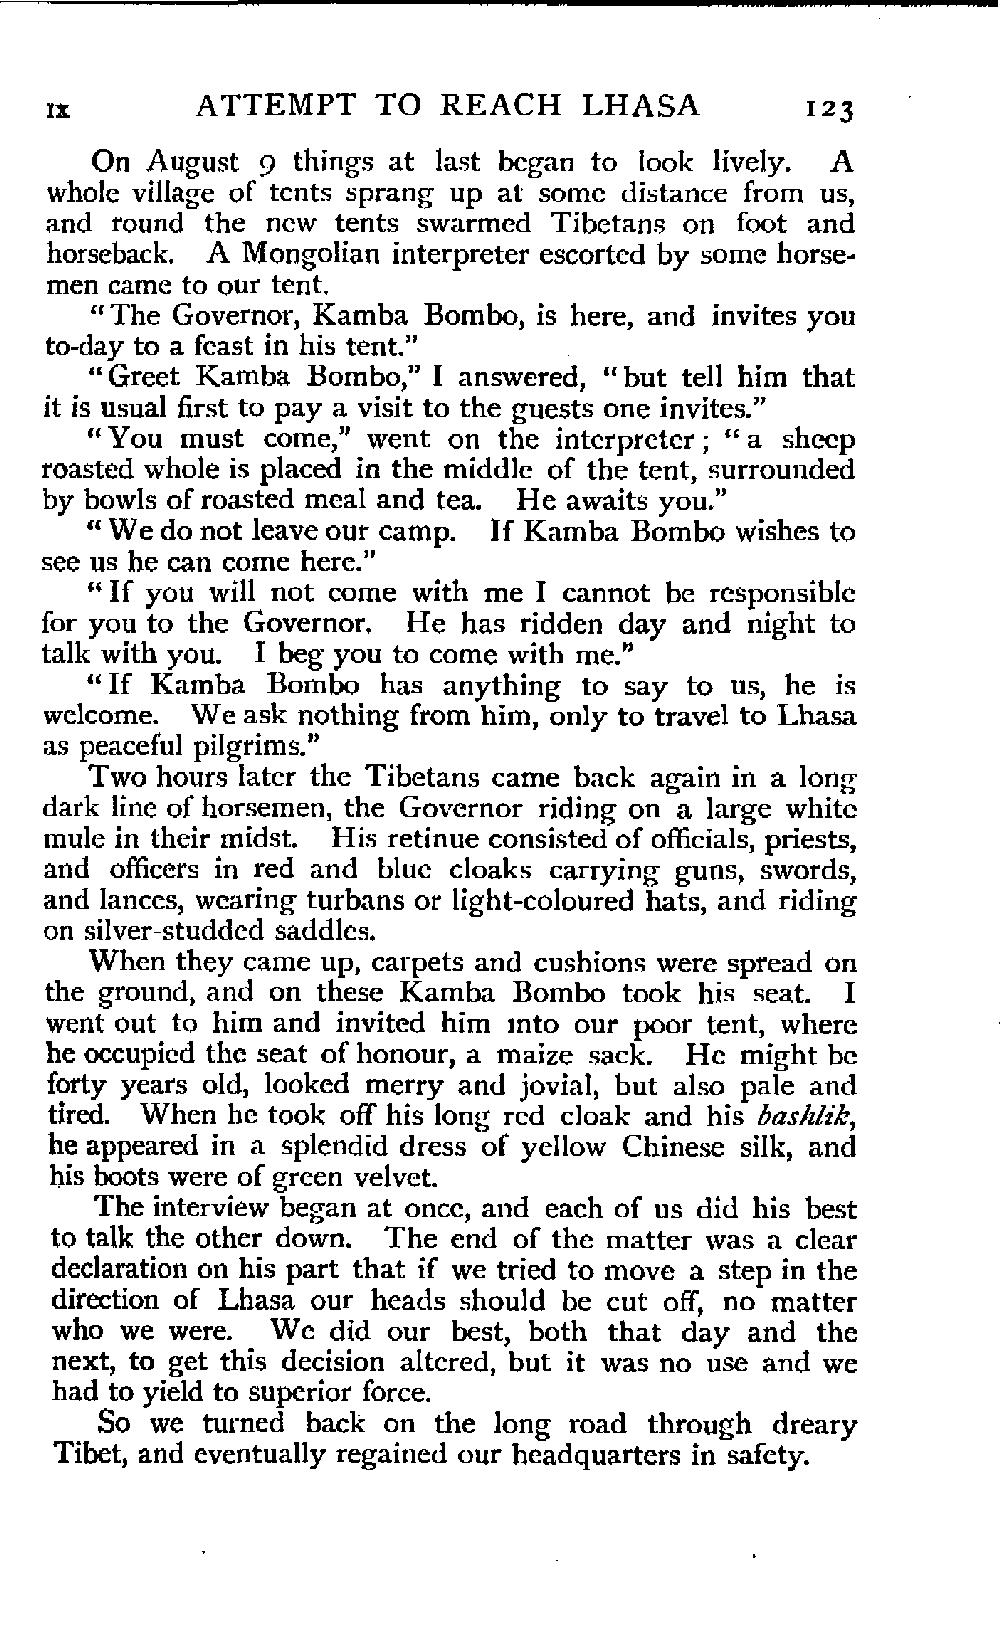 IX ATTEMPT TO REACH LHASA 123
On August 9 things at last began to look lively. A
whole village of tents sprang up at some distance from us,
and round the new tents swarmed Tibetans on foot and
horseback. A Mongolian interpreter escorted by some horse-
men came to our tent.
"The Governor, Kamba Bombo, is here, and invites you
to-day to a feast in his tent."
"Greet Kamba Bombo," I answered, "but tell him that
it is usual first to pay a visit to the guests one invites."
"You must come," went on the interpreter; "a sheep
roasted whole is placed in the middle of the tent, surrounded
by bowls of roasted meal and tea. He awaits you."
"We do not leave our camp. If Kamba Bombo wishes to
see us he can come here."
"If you will not come with me I cannot be responsible
for you to the Governor. He has ridden day and night to
talk with you. I beg you to come with me."
"If Kamba Bombo has anything to say to us, he is
welcome. We ask nothing from him, only to travel to Lhasa
as peaceful pilgrims."
Two hours later the Tibetans came back again in a long
dark line of horsemen, the Governor riding on a large white
mule in their midst. His retinue consisted of officials, priests,
and officers in red and blue cloaks carrying guns, swords,
and lances, wearing turbans or light-coloured hats, and riding
on silver-studded saddles.
When they came up, carpets and cushions were spread on
the ground, and on these Kamba Bombo took his seat. I
went out to him and invited him into our poor tent, where
he occupied the seat of honour, a maize sack. He might be
forty years old, looked merry and jovial, but also pale and
tired. When he took off his long red cloak and his bashlik,
he appeared in a splendid dress of yellow Chinese silk, and
his boots were of green velvet.
The interview began at once, and each of us did his best
to talk the other down. The end of the matter was a clear
declaration on his part that if we tried to move a step in the
direction of Lhasa our heads should be cut off, no matter
who we were. We did our best, both that day and the
next, to get this decision altered, but it was no use and we
had to yield to superior force.
So we turned back on the long road through dreary
Tibet, and eventually regained our headquarters in safety.